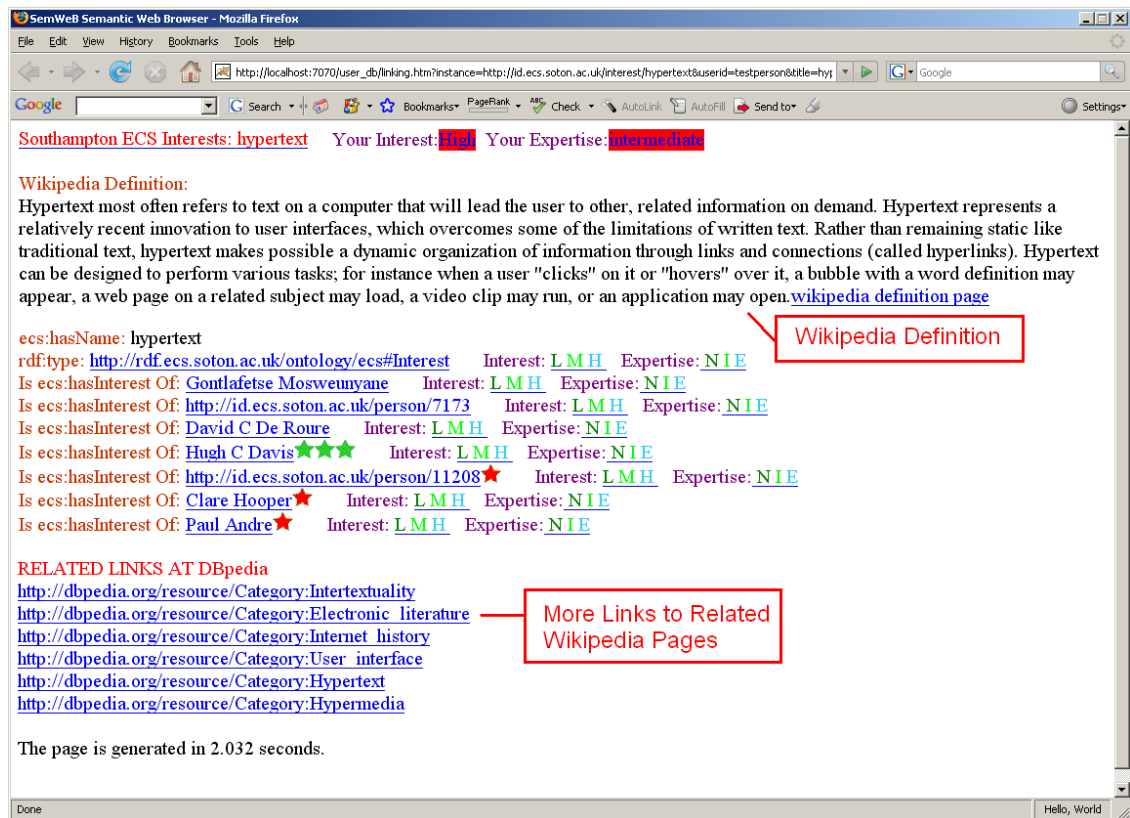 SemWeB Semantic Web Browser - Mozilla Firefox
File Edit View History Bookmarks Tools Help
http://localhost:7070/user_db/linking.htm?instance=http://id.ecs.soton.ac.uk/interest/hypertext&userid=testperson&title=hyp
Google
Google Search Bookmarks PageRank ABC Check AutoLink AutoFill Send to Settings
Southampton ECS Interests: hypertext Your Interest:High Your Expertise:intermediate
Wikipedia Definition:
Hypertext most often refers to text on a computer that will lead the user to other, related information on demand. Hypertext represents a
relatively recent innovation to user interfaces, which overcomes some of the limitations of written text. Rather than remaining static like
traditional text, hypertext makes possible a dynamic organization of information through links and connections (called hyperlinks). Hypertext
can be designed to perform various tasks; for instance when a user "clicks" on it or "hovers" over it, a bubble with a word definition may
appear, a web page on a related subject may load, a video clip may run, or an application may open.wikipedia definition page
Wikipedia Definition
ecs:hasName: hypertext
rdf:type: http://rdf.ecs.soton.ac.uk/ontology/ecs#Interest Interest: L M H Expertise: N I E
Is ecs:hasInterest Of: Gontlafetse Mosweunyane Interest: L M H Expertise: N I E
Is ecs:hasInterest Of: http://id.ecs.soton.ac.uk/person/7173 Interest: L M H Expertise: N I E
Is ecs:hasInterest Of: David C De Roure Interest: L M H Expertise: N I E
Is ecs:hasInterest Of: Hugh C Davis Interest: L M H Expertise: N I E
Is ecs:hasInterest Of: http://id.ecs.soton.ac.uk/person/11208 Interest: L M H Expertise: N I E
Is ecs:hasInterest Of: Clare Hooper Interest: L M H Expertise: N I E
Is ecs:hasInterest Of: Paul Andre Interest: L M H Expertise: N I E
RELATED LINKS AT DBpedia
http://dbpedia.org/resource/Category:Intertextuality
http://dbpedia.org/resource/Category:Electronic_literature
http://dbpedia.org/resource/Category:Internet_history
http://dbpedia.org/resource/Category:User_interface
http://dbpedia.org/resource/Category:Hypertext
http://dbpedia.org/resource/Category:Hypermedia
More Links to Related
Wikipedia Pages
The page is generated in 2.032 seconds.
Done Hello, World